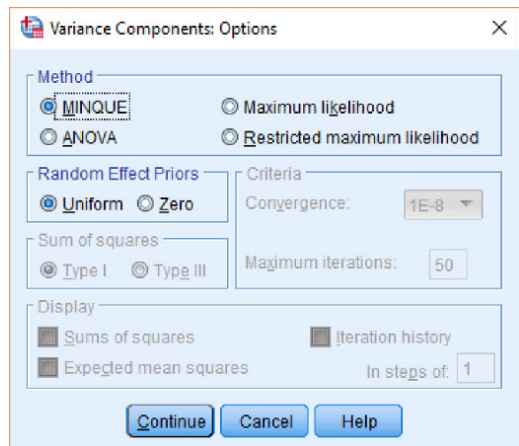 Variance Components: Options
Method
MINQUE
Maximum likelihood
ANOVA
Restricted maximum likelihood
Random Effect Priors
Uniform
Zero
Criteria
Convergence:
1E-8
Sum of squares
Type I
Type III
Maximum iterations:
50
Display
Sums of squares
Iteration history
Expected mean squares
In steps of:
1
Continue
Cancel
Help